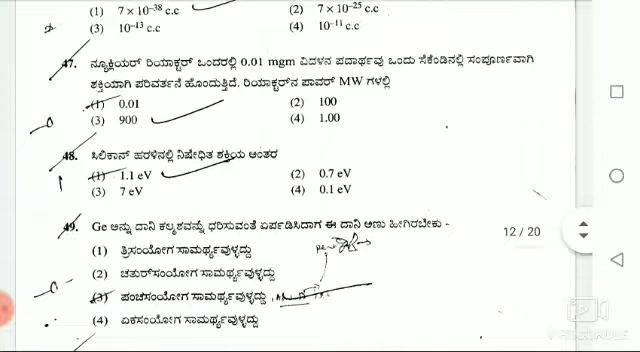 (1) 7 × 10⁻³⁸ c.c (2) 7 × 10⁻²⁵ c.c
(3) 10⁻¹³ c.c (4) 10⁻¹¹ c.c
47. ನ್ಯೂಕ್ಲಿಯರ್ ರಿಯಾಕ್ಟರ್ ಒಂದರಲ್ಲಿ 0.01 mgm ವಿದಳನ ಪದಾರ್ಥವು ಒಂದು ಸೆಕೆಂಡಿನಲ್ಲಿ ಸಂಪೂರ್ಣವಾಗಿ
ಶಕ್ತಿಯಾಗಿ ಪರಿವರ್ತನೆ ಹೊಂದುತ್ತಿದೆ. ರಿಯಾಕ್ಟರ್‌ನ ಪಾವರ್ MW ಗಳಲ್ಲಿ
(1) 0.01 (2) 100
(3) 900 (4) 1.00
48. ಸಿಲಿಕಾನ್ ಹರಳಿನಲ್ಲಿ ನಿಷೇಧಿತ ಶಕ್ತಿಯ ಅಂತರ
(1) 1.1 eV (2) 0.7 eV
(3) 7 eV (4) 0.1 eV
49. Ge ಅನ್ನು ದಾನಿ ಕಲ್ಮಶವನ್ನು ಧರಿಸುವಂತೆ ಏರ್ಪಡಿಸಿದಾಗ ಈ ದಾನಿ ಅಣು ಹೀಗಿರಬೇಕು -
12 / 20
(1) ತ್ರಿಸಂಯೋಗ ಸಾಮರ್ಥ್ಯವುಳ್ಳದ್ದು
(2) ಚತುರ್‌ಸಂಯೋಗ ಸಾಮರ್ಥ್ಯವುಳ್ಳದ್ದು
(3) ಪಂಚಸಂಯೋಗ ಸಾಮರ್ಥ್ಯವುಳ್ಳದ್ದು
(4) ಏಕಸಂಯೋಗ ಸಾಮರ್ಥ್ಯವುಳ್ಳದ್ದು